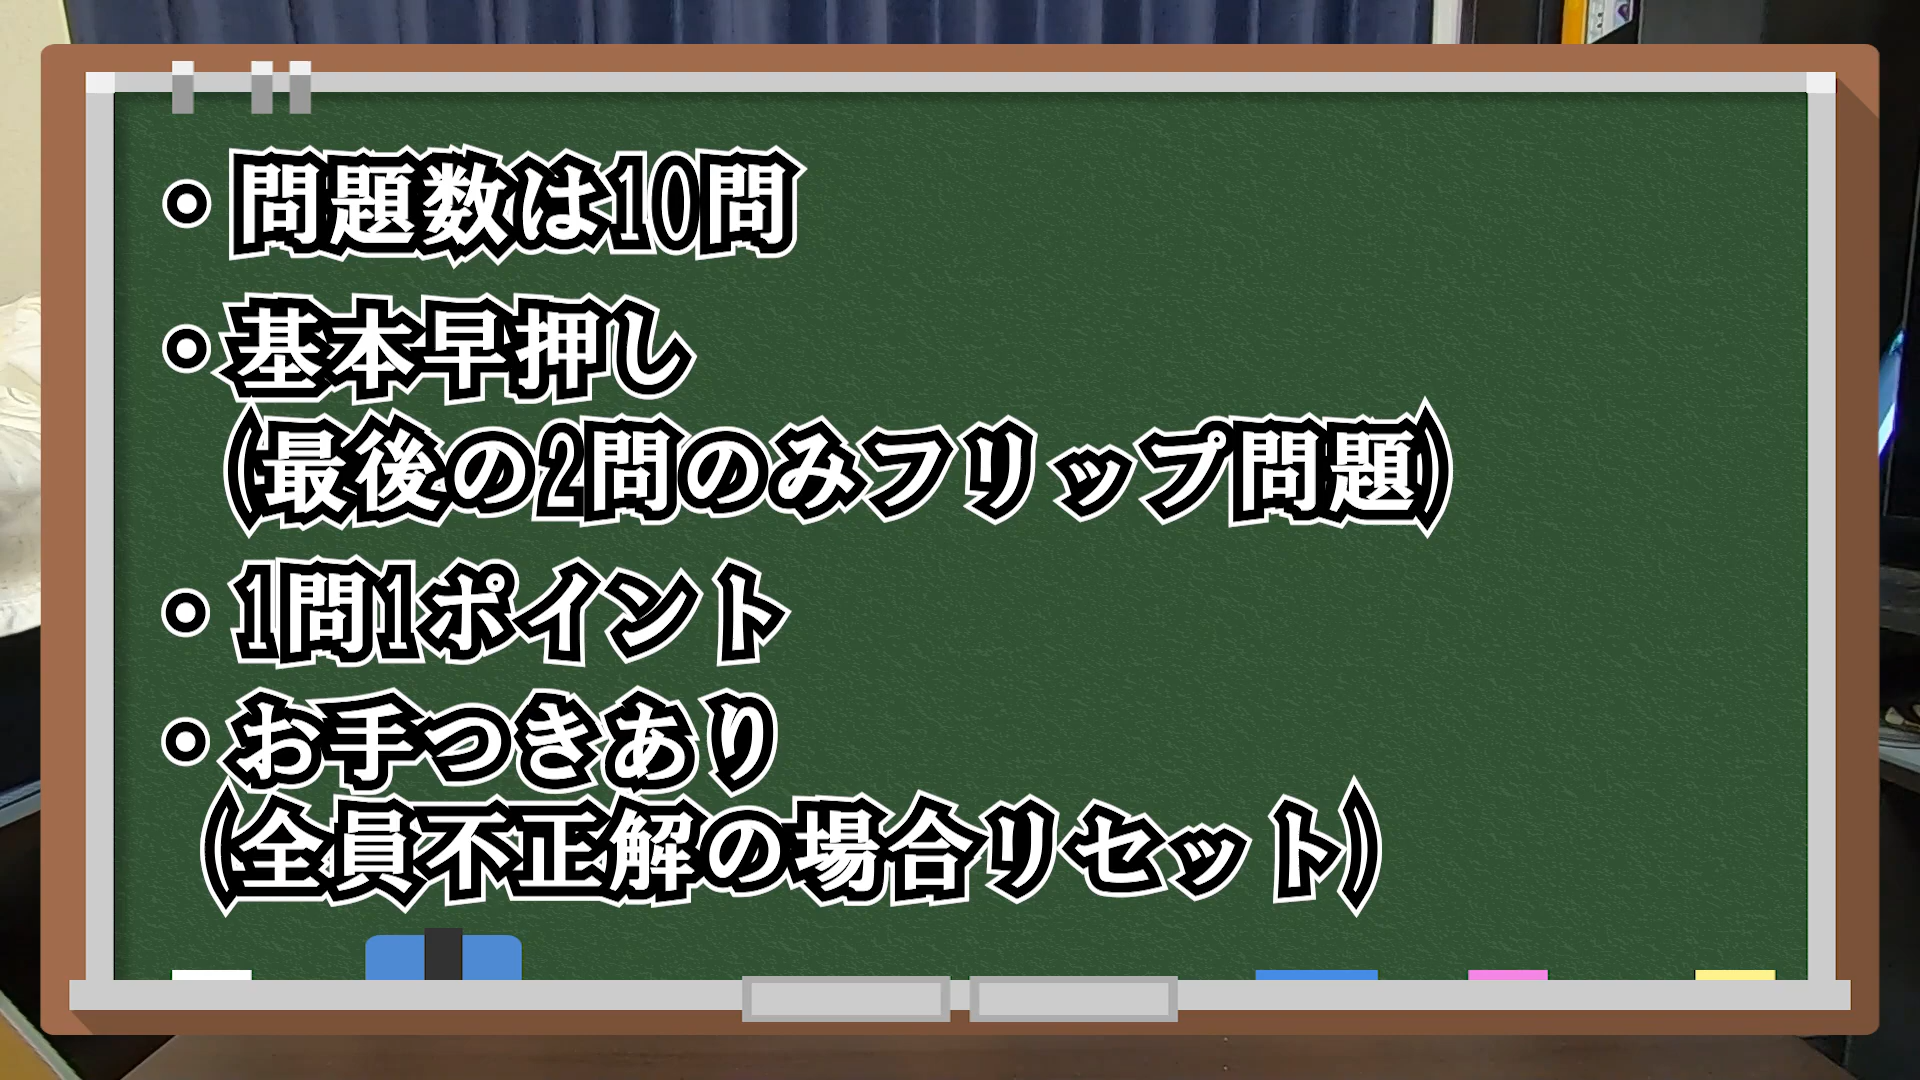 ・問題数は10問
・基本早押し
(最後の2問のみフリップ問題)
・1問1ポイント
・お手つきあり
(全員不正解の場合リセット)